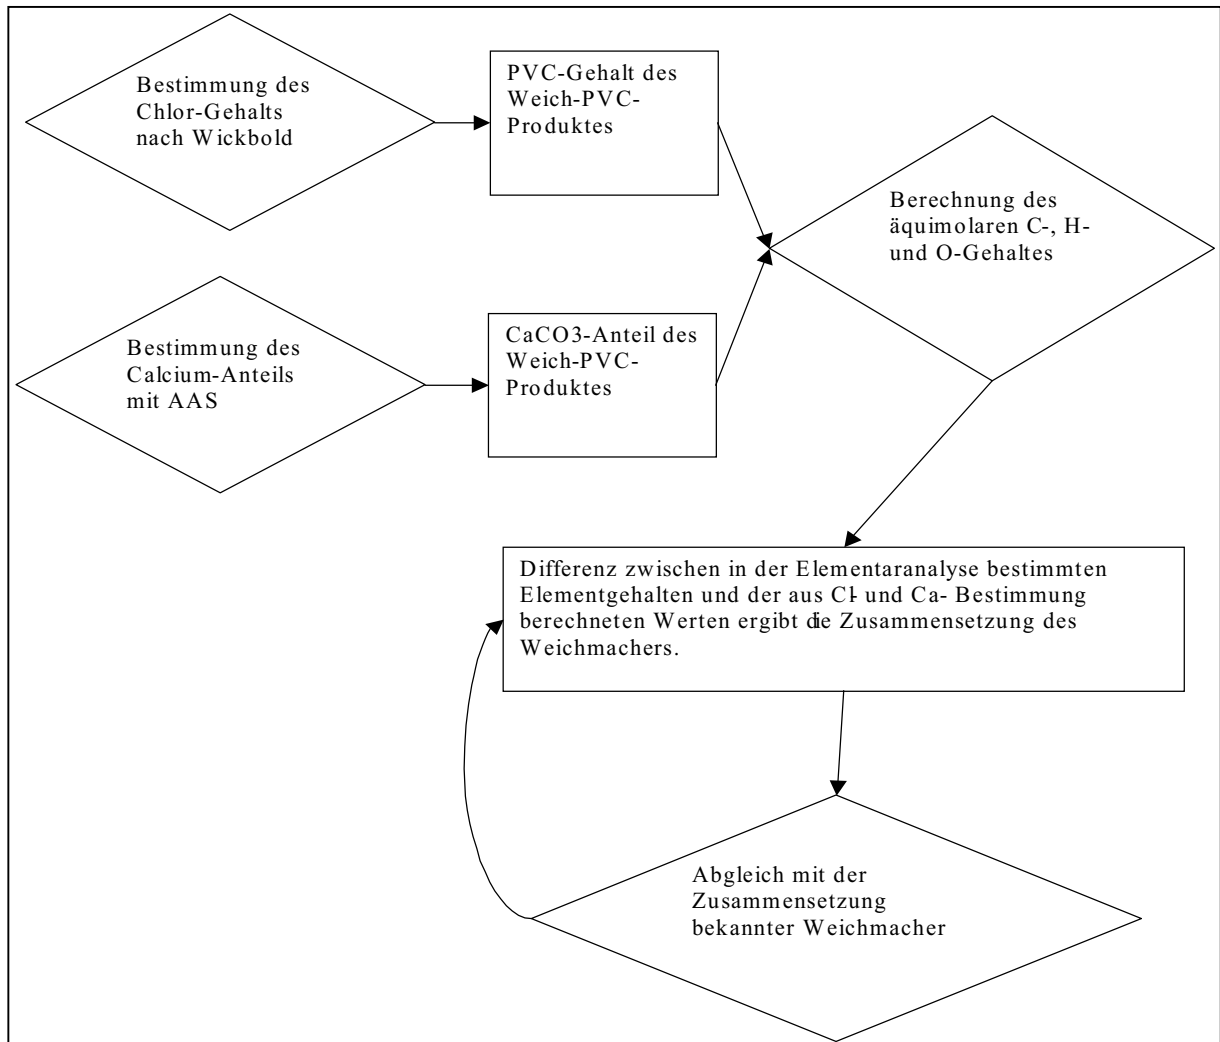 Bestimmung des
Chlor-Gehalts
nach Wickbold
PVC-Gehalt des
Weich-PVC-
Produktes
Berechnung des
äquimolaren C-, H-
und O-Gehaltes
Bestimmung des
Calcium-Anteils
mit AAS
CaCO3-Anteil des
Weich-PVC-
Produktes
Differenz zwischen in der Elementaranalyse bestimmten
Elementgehalten und der aus Cl- und Ca- Bestimmung
berechneten Werten ergibt die Zusammensetzung des
Weichmachers.
Abgleich mit der
Zusammensetzung
bekannter Weichmacher